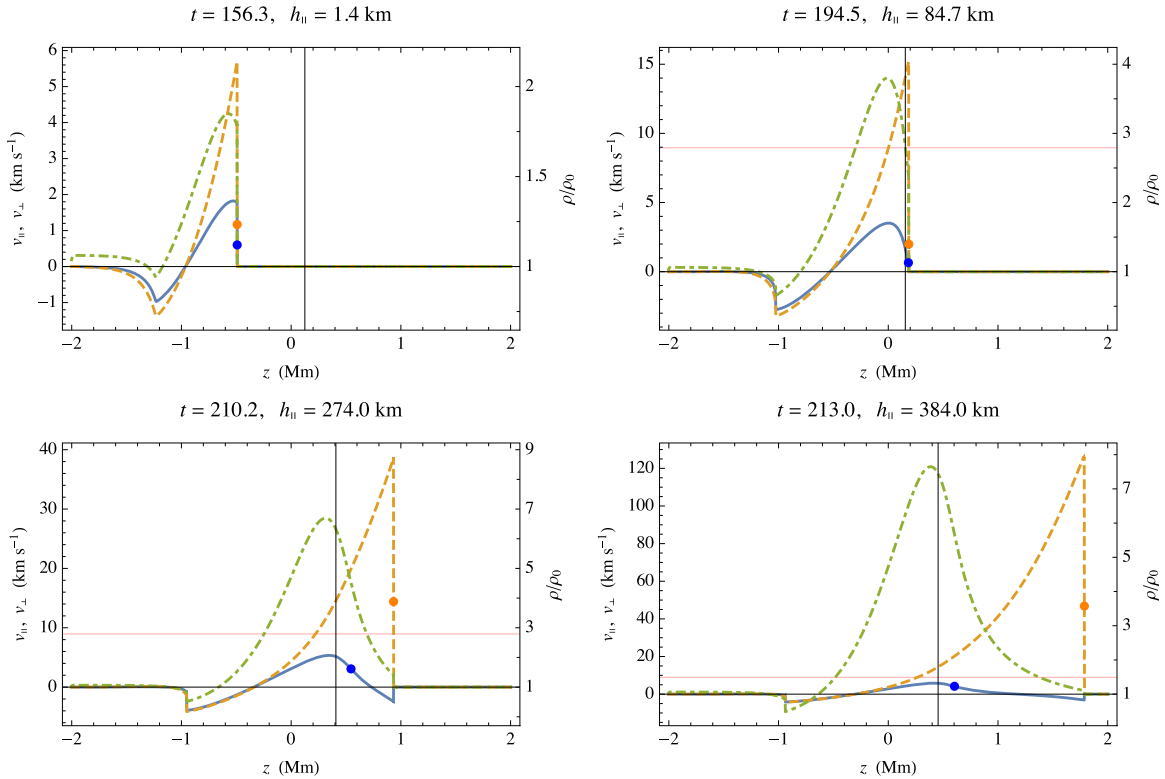 t = 156.3, h∥ = 1.4 km
6
5
4
3
2
1
0
−1
v∥, v⊥ (km s⁻¹)
2
1.5
1
ρ/ρ0
−2 −1 0 1 2
z (Mm)
t = 194.5, h∥ = 84.7 km
15
10
5
0
v∥, v⊥ (km s⁻¹)
4
3
2
1
ρ/ρ0
−2 −1 0 1 2
z (Mm)
t = 210.2, h∥ = 274.0 km
40
30
20
10
0
v∥, v⊥ (km s⁻¹)
9
7
5
3
1
ρ/ρ0
−2 −1 0 1 2
z (Mm)
t = 213.0, h∥ = 384.0 km
120
100
80
60
40
20
0
v∥, v⊥ (km s⁻¹)
7
5
3
1
ρ/ρ0
−2 −1 0 1 2
z (Mm)